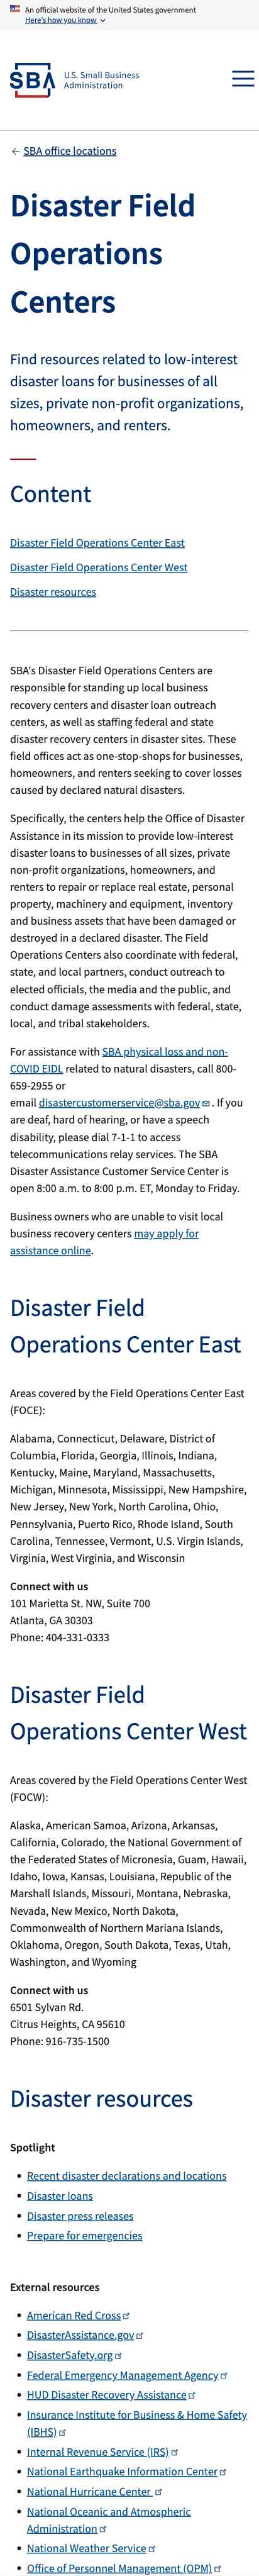 An official website of the United States government
Here's how you know
SBA
U.S. Small Business
Administration
← SBA office locations
Disaster Field
Operations
Centers
Find resources related to low-interest
disaster loans for businesses of all
sizes, private non-profit organizations,
homeowners, and renters.
Content
Disaster Field Operations Center East
Disaster Field Operations Center West
Disaster resources
SBA's Disaster Field Operations Centers are
responsible for standing up local business
recovery centers and disaster loan outreach
centers, as well as staffing federal and state
disaster recovery centers in disaster sites. These
field offices act as one-stop-shops for businesses,
homeowners, and renters seeking to cover losses
caused by declared natural disasters.
Specifically, the centers help the Office of Disaster
Assistance in its mission to provide low-interest
disaster loans to businesses of all sizes, private
non-profit organizations, homeowners, and
renters to repair or replace real estate, personal
property, machinery and equipment, inventory
and business assets that have been damaged or
destroyed in a declared disaster. The Field
Operations Centers also coordinate with federal,
state, and local partners, conduct outreach to
elected officials, the media and the public, and
conduct damage assessments with federal, state,
local, and tribal stakeholders.
For assistance with SBA physical loss and non-
COVID EIDL related to natural disasters, call 800-
659-2955 or
email disastercustomerservice@sba.gov . If you
are deaf, hard of hearing, or have a speech
disability, please dial 7-1-1 to access
telecommunications relay services. The SBA
Disaster Assistance Customer Service Center is
open 8:00 a.m. to 8:00 p.m. ET, Monday to Friday.
Business owners who are unable to visit local
business recovery centers may apply for
assistance online.
Disaster Field
Operations Center East
Areas covered by the Field Operations Center East
(FOCE):
Alabama, Connecticut, Delaware, District of
Columbia, Florida, Georgia, Illinois, Indiana,
Kentucky, Maine, Maryland, Massachusetts,
Michigan, Minnesota, Mississippi, New Hampshire,
New Jersey, New York, North Carolina, Ohio,
Pennsylvania, Puerto Rico, Rhode Island, South
Carolina, Tennessee, Vermont, U.S. Virgin Islands,
Virginia, West Virginia, and Wisconsin
Connect with us
101 Marietta St. NW, Suite 700
Atlanta, GA 30303
Phone: 404-331-0333
Disaster Field
Operations Center West
Areas covered by the Field Operations Center West
(FOCW):
Alaska, American Samoa, Arizona, Arkansas,
California, Colorado, the National Government of
the Federated States of Micronesia, Guam, Hawaii,
Idaho, Iowa, Kansas, Louisiana, Republic of the
Marshall Islands, Missouri, Montana, Nebraska,
Nevada, New Mexico, North Dakota,
Commonwealth of Northern Mariana Islands,
Oklahoma, Oregon, South Dakota, Texas, Utah,
Washington, and Wyoming
Connect with us
6501 Sylvan Rd.
Citrus Heights, CA 95610
Phone: 916-735-1500
Disaster resources
Spotlight
• Recent disaster declarations and locations
• Disaster loans
• Disaster press releases
• Prepare for emergencies
External resources
• American Red Cross
• DisasterAssistance.gov
• DisasterSafety.org
• Federal Emergency Management Agency
• HUD Disaster Recovery Assistance
• Insurance Institute for Business & Home Safety
(IBHS)
• Internal Revenue Service (IRS)
• National Earthquake Information Center
• National Hurricane Center
• National Oceanic and Atmospheric
Administration
• National Weather Service
• Office of Personnel Management (OPM)